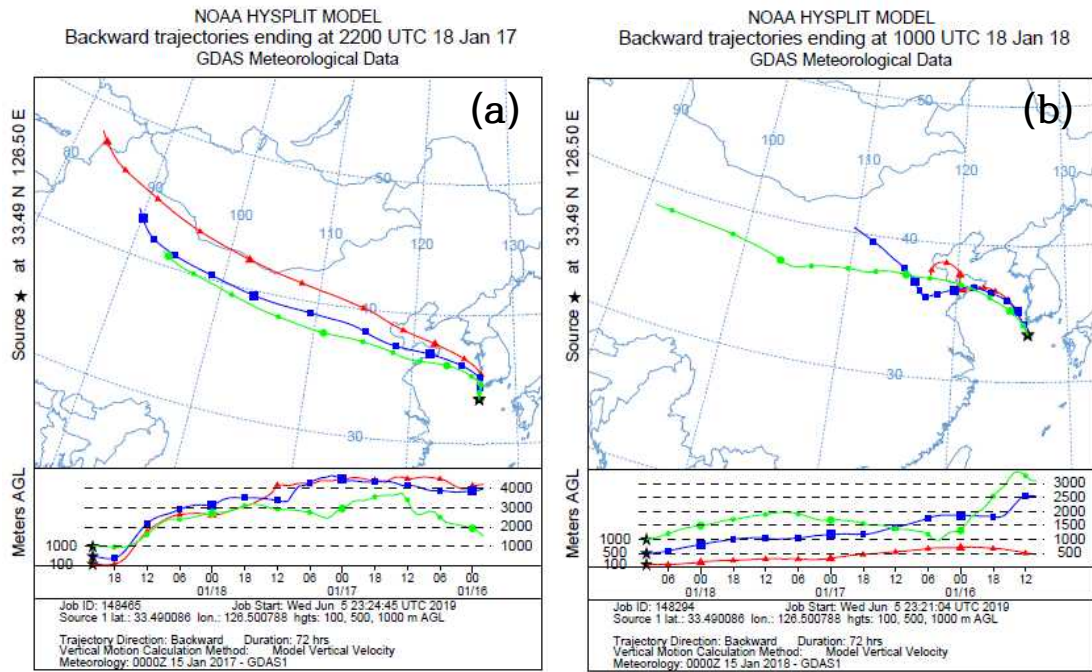 NOAA HYSPLIT MODEL
Backward trajectories ending at 2200 UTC 18 Jan 17
GDAS Meteorological Data
(a)
Source ★ at 33.49 N 126.50 E
80
90
100
110
120
130
50
40
30
Meters AGL
4000
3000
2000
1000
1000
500
100
18 12 06 00 18 12 06 00 18 12 06 00
01/18 01/17 01/16
Job ID: 148465 Job Start: Wed Jun 5 23:24:45 UTC 2019
Source 1 lat.: 33.490086 lon.: 126.500788 hgts: 100, 500, 1000 m AGL
Trajectory Direction: Backward Duration: 72 hrs
Vertical Motion Calculation Method: Model Vertical Velocity
Meteorology: 0000Z 15 Jan 2017 - GDAS1
NOAA HYSPLIT MODEL
Backward trajectories ending at 1000 UTC 18 Jan 18
GDAS Meteorological Data
(b)
Source ★ at 33.49 N 126.50 E
90
100
110
120
130
50
40
30
Meters AGL
3000
2500
2000
1500
1000
500
1000
500
100
06 00 18 12 06 00 18 12 06 00 18 12
01/18 01/17 01/16
Job ID: 148294 Job Start: Wed Jun 5 23:21:04 UTC 2019
Source 1 lat.: 33.490086 lon.: 126.500788 hgts: 100, 500, 1000 m AGL
Trajectory Direction: Backward Duration: 72 hrs
Vertical Motion Calculation Method: Model Vertical Velocity
Meteorology: 0000Z 15 Jan 2018 - GDAS1